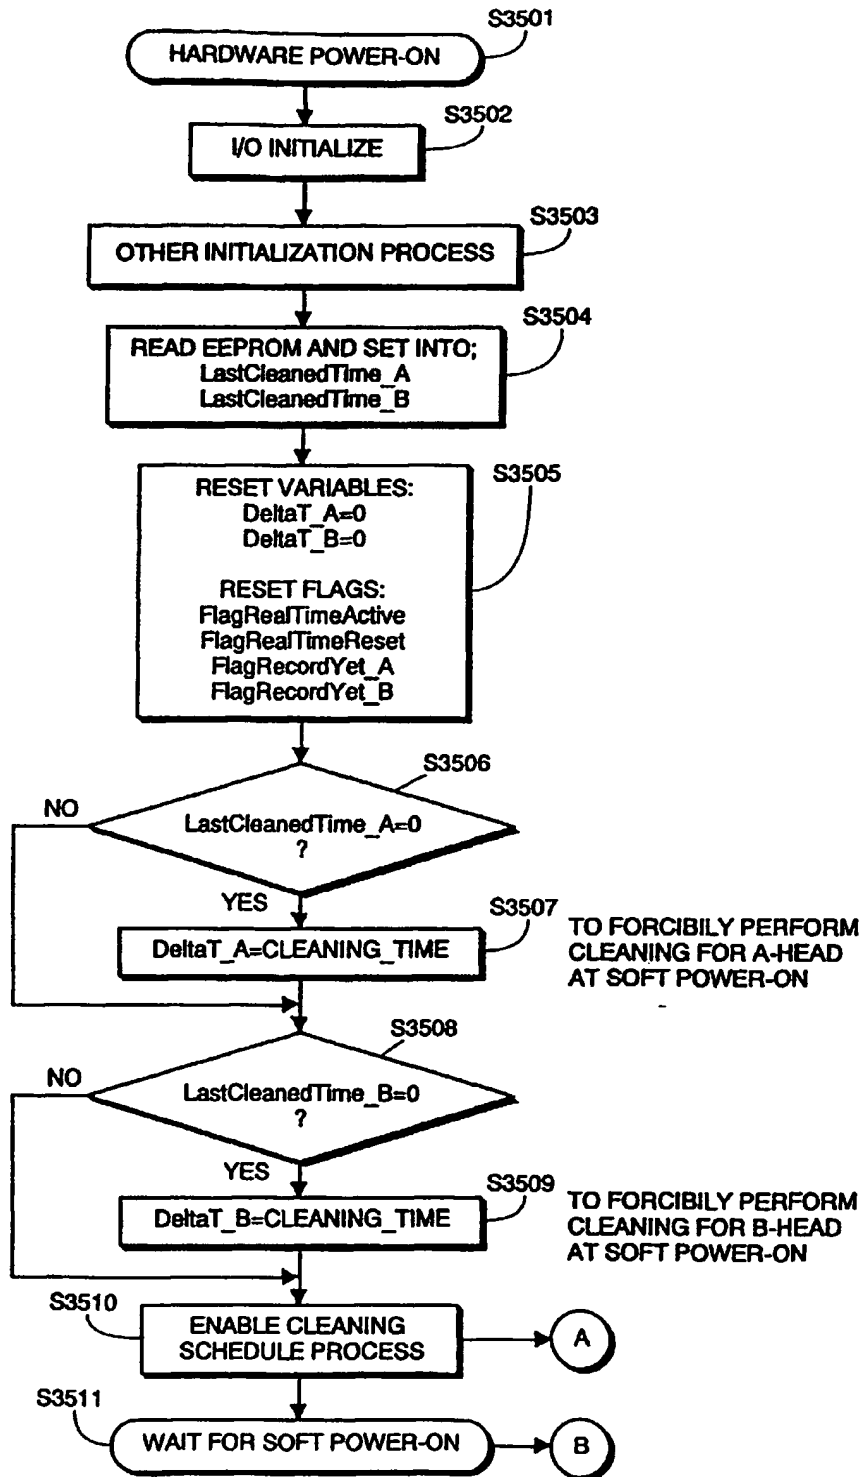 S3501
HARDWARE POWER-ON
S3502
I/O INITIALIZE
S3503
OTHER INITIALIZATION PROCESS
S3504
READ EEPROM AND SET INTO;
LastCleanedTime_A
LastCleanedTime_B
S3505
RESET VARIABLES:
DeltaT_A=0
DeltaT_B=0
RESET FLAGS:
FlagRealTimeActive
FlagRealTimeReset
FlagRecordYet_A
FlagRecordYet_B
S3506
NO
LastCleanedTime_A=0
?
YES
S3507
DeltaT_A=CLEANING_TIME
TO FORCIBILY PERFORM
CLEANING FOR A-HEAD
AT SOFT POWER-ON
S3508
NO
LastCleanedTime_B=0
?
YES
S3509
DeltaT_B=CLEANING_TIME
TO FORCIBILY PERFORM
CLEANING FOR B-HEAD
AT SOFT POWER-ON
S3510
ENABLE CLEANING
SCHEDULE PROCESS
A
S3511
WAIT FOR SOFT POWER-ON
B